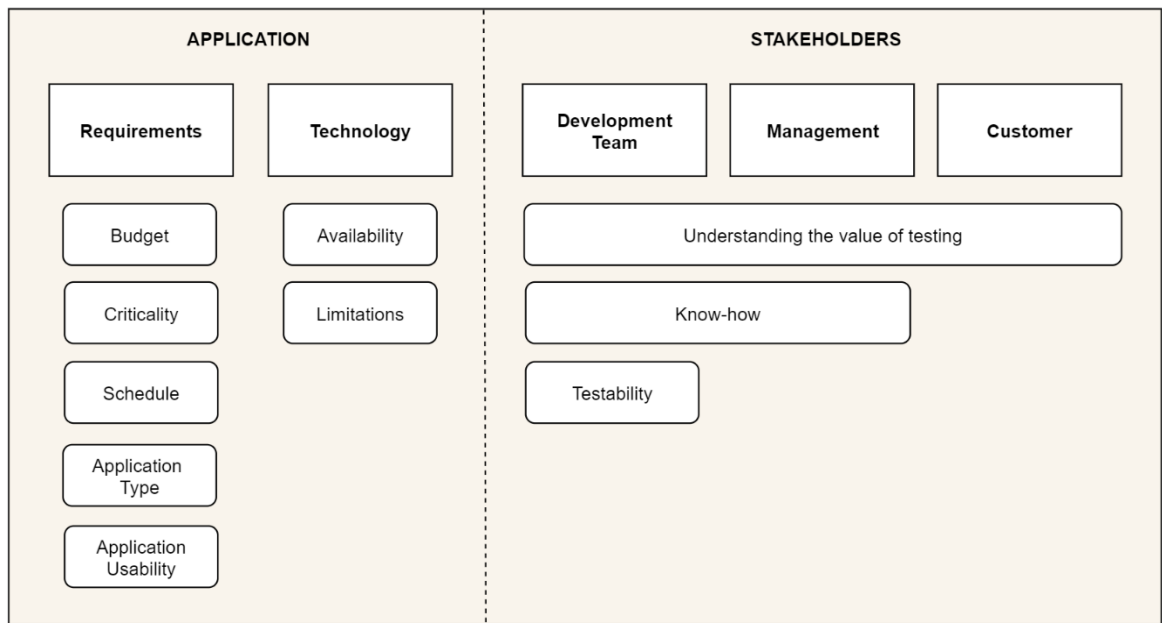 APPLICATION
STAKEHOLDERS
Requirements
Technology
Development
Team
Management
Customer
Budget
Availability
Understanding the value of testing
Criticality
Limitations
Know-how
Schedule
Testability
Application
Type
Application
Usability